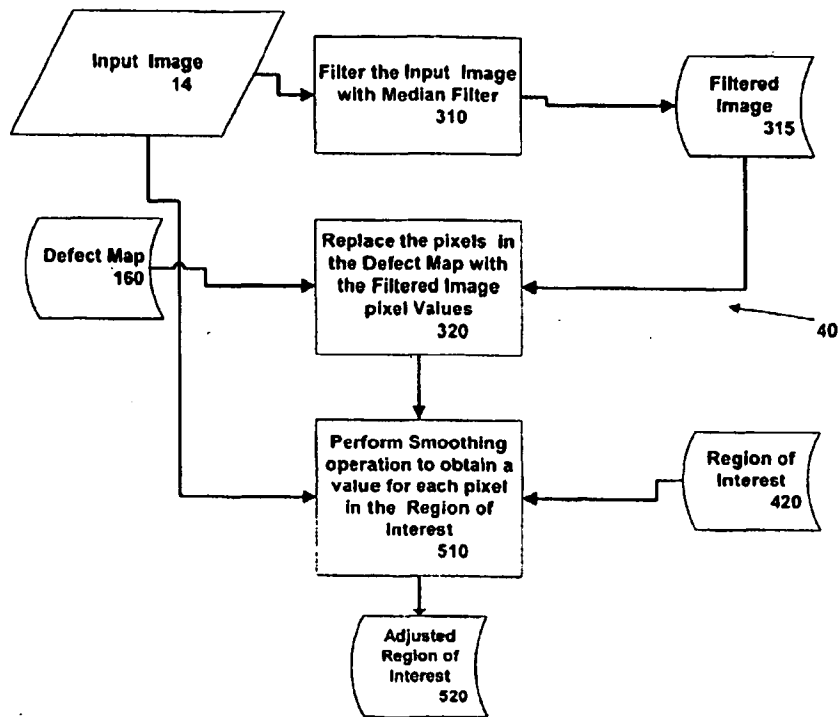 Input Image
14
Filter the Input Image
with Median Filter
310
Filtered
Image
315
Defect Map
160
Replace the pixels in
the Defect Map with
the Filtered Image
pixel Values
320
40
Perform Smoothing
operation to obtain a
value for each pixel
in the Region of
Interest
510
Region of
Interest
420
Adjusted
Region of
Interest
520